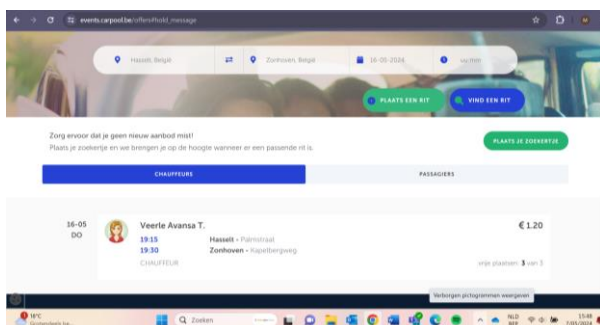 events.carpool.be/offers#hold_message
M
Hasselt, België
Zonhoven, België
16-05-2024
uu:mm
PLAATS EEN RIT
VIND EEN RIT
Zorg ervoor dat je geen nieuw aanbod mist!
Plaats je zoekertje en we brengen je op de hoogte wanneer er een passende rit is.
PLAATS JE ZOEKERTJE
CHAUFFEURS
PASSAGIERS
16-05
DO
Veerle Avansa T.
€ 1.20
19:15
Hasselt - Palmstraat
19:30
Zonhoven - Kapelbergweg
CHAUFFEUR
vrije plaatsen: 3 van 3
Verborgen pictogrammen weergeven
16°C
Zoeken
NLD
15:48
7/05/2024